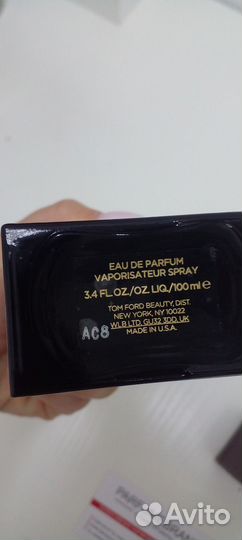 EAU DE PARFUM
VAPORISATEUR SPRAY
3.4 FL.OZ./OZ. LIQ./100 ml ℮
TOM FORD BEAUTY, DIST.
NEW YORK, NY 10022
WLB LTD. GU32 3DD, UK
MADE IN U.S.A.
AC8
Avito